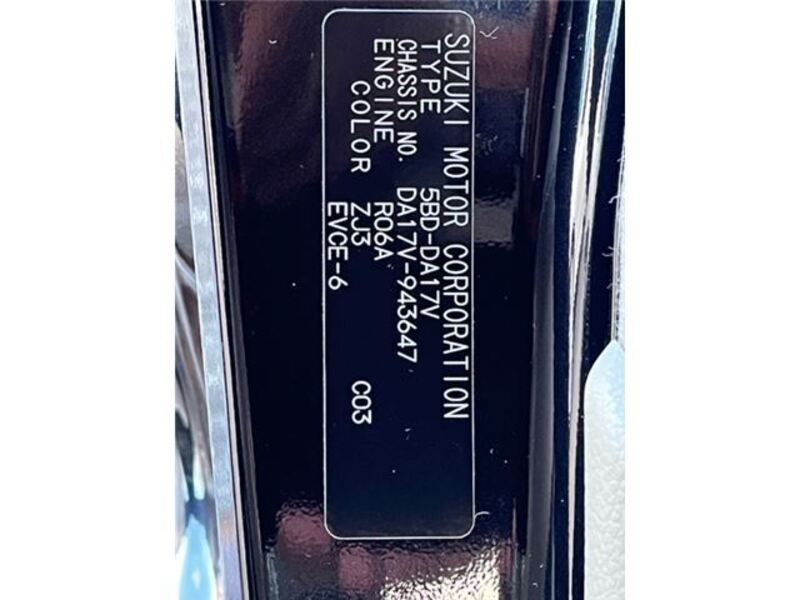 SUZUKI MOTOR CORPORATION
TYPE 5BD-DA17V
CHASSIS NO. DA17V-943647
ENGINE R06A
COLOR ZJ3 C03
EVCE-6